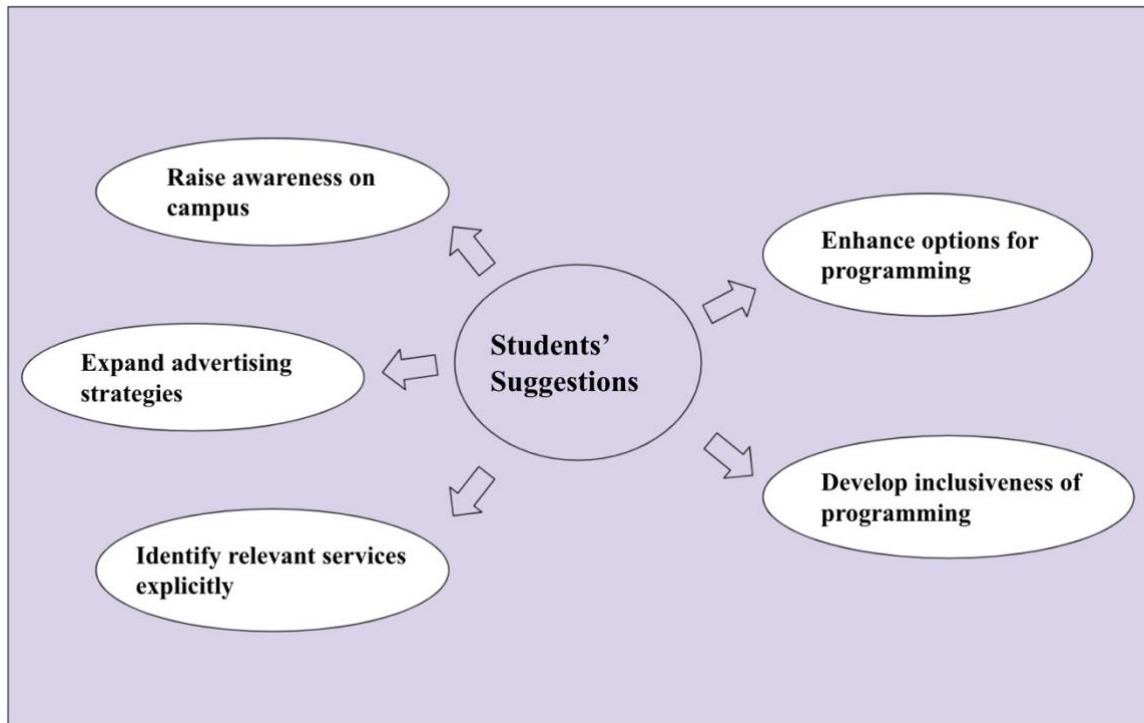 Raise awareness on
campus
Enhance options for
programming
Students’
Suggestions
Expand advertising
strategies
Develop inclusiveness of
programming
Identify relevant services
explicitly